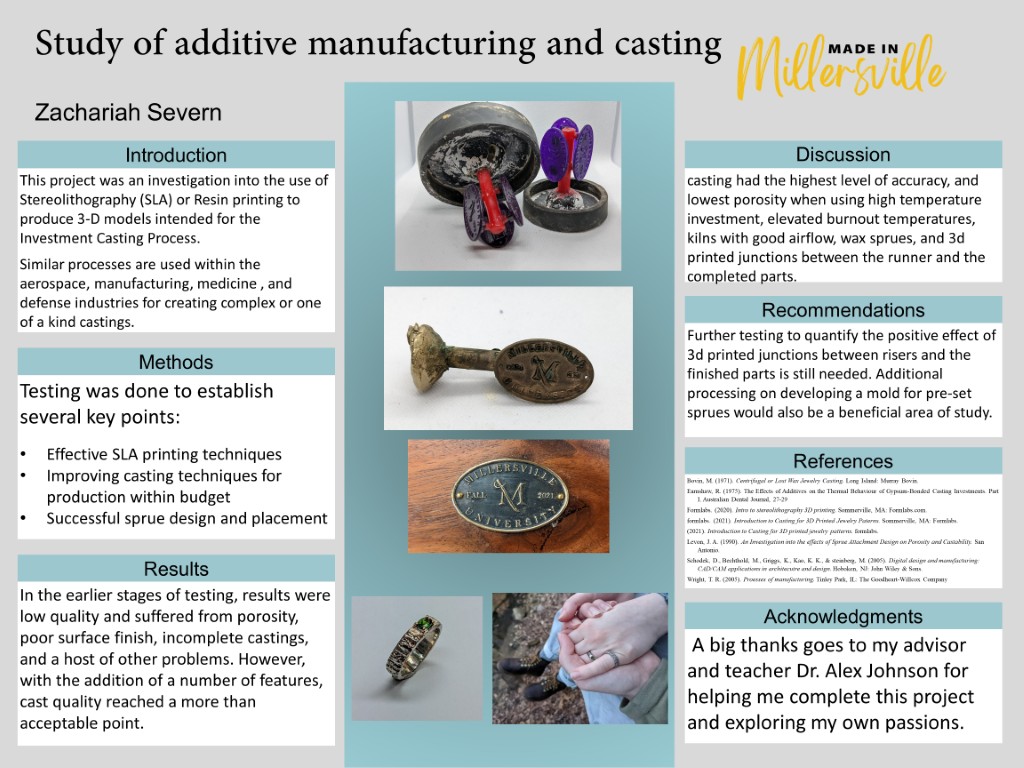 Study of additive manufacturing and casting
MADE IN
Millersville
Zachariah Severn
Introduction
This project was an investigation into the use of
Stereolithography (SLA) or Resin printing to
produce 3-D models intended for the
Investment Casting Process.
Similar processes are used within the
aerospace, manufacturing, medicine , and
defense industries for creating complex or one
of a kind castings.
Methods
Testing was done to establish
several key points:
• Effective SLA printing techniques
• Improving casting techniques for
production within budget
• Successful sprue design and placement
Results
In the earlier stages of testing, results were
low quality and suffered from porosity,
poor surface finish, incomplete castings,
and a host of other problems. However,
with the addition of a number of features,
cast quality reached a more than
acceptable point.
MILLERSVILLE
FALL M 2021
UNIVERSITY
Discussion
casting had the highest level of accuracy, and
lowest porosity when using high temperature
investment, elevated burnout temperatures,
kilns with good airflow, wax sprues, and 3d
printed junctions between the runner and the
completed parts.
Recommendations
Further testing to quantify the positive effect of
3d printed junctions between risers and the
finished parts is still needed. Additional
processing on developing a mold for pre-set
sprues would also be a beneficial area of study.
References
Bovin, M. (1971). Centrifugal or Lost Wax Jewelry Casting. Long Island: Murray Bovin.
Earnshaw, R. (1975). The Effects of Additives on the Thermal Behaviour of Gypsum-Bonded Casting Investments. Part
I. Australian Dental Journal, 27-29
Formlabs. (2020). Intro to stereolithography 3D printing. Sommerville, MA: Formlabs.com.
formlabs. (2021). Introduction to Casting for 3D Printed Jewelry Paterns. Sommerville, MA: Formlabs.
(2021). Introduction to Casting for 3D printed jewelry patterns. formlabs.
Levon, J. A. (1990). An Investigation into the effects of Sprue Attachment Design on Porosity and Castability. San
Antonio.
Schodek, D., Bechthold, M., Griggs, K., Kao, K. K., & steinberg, M. (2005). Digital design and manufacturing:
CAD/CAM applications in architecutre and design. Hoboken, NJ: John Wiley & Sons.
Wright, T. R. (2005). Processes of manufacturing. Tinley Park, IL: The Goodheart-Willcox Company
Acknowledgments
A big thanks goes to my advisor
and teacher Dr. Alex Johnson for
helping me complete this project
and exploring my own passions.